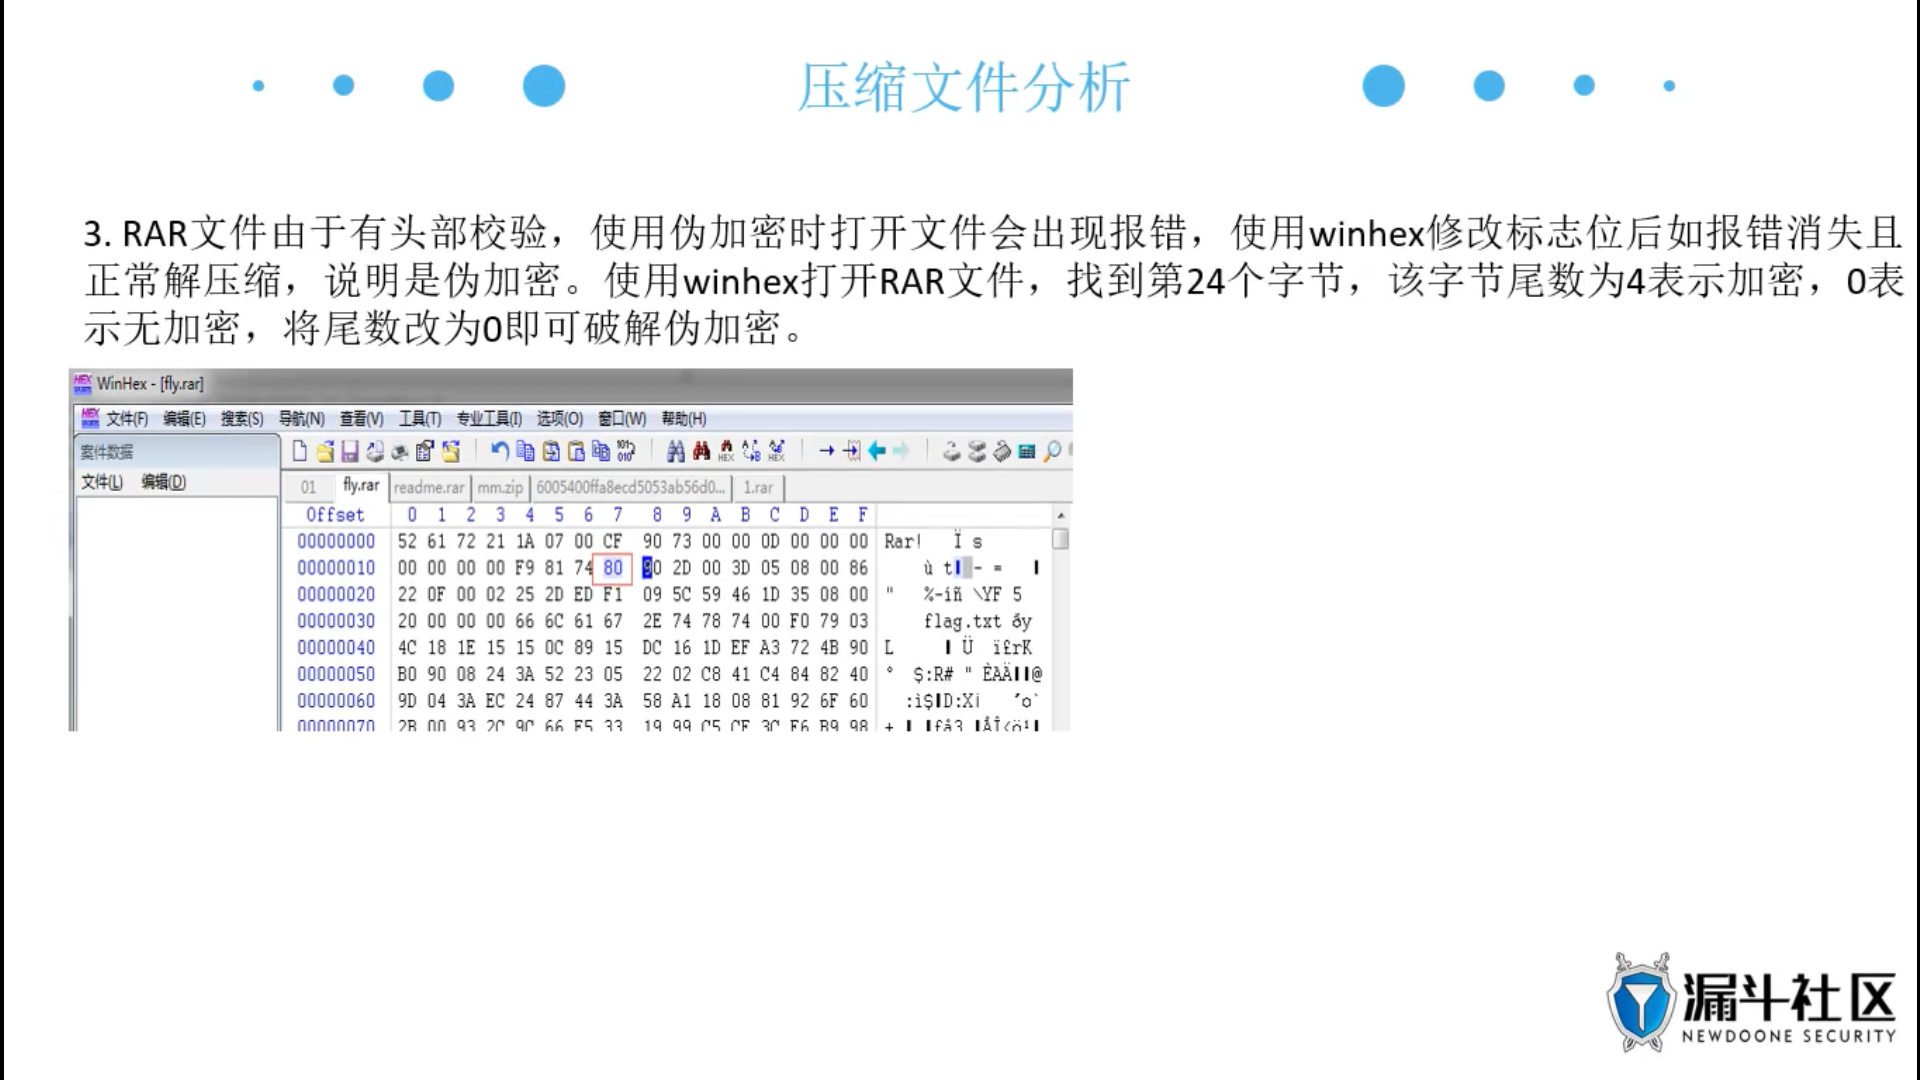 压缩文件分析
3. RAR文件由于有头部校验，使用伪加密时打开文件会出现报错，使用winhex修改标志位后如报错消失且
正常解压缩，说明是伪加密。使用winhex打开RAR文件，找到第24个字节，该字节尾数为4表示加密，0表
示无加密，将尾数改为0即可破解伪加密。
WinHex - [fly.rar]
文件(F) 编辑(E) 搜索(S) 导航(N) 查看(V) 工具(T) 专业工具(I) 选项(O) 窗口(W) 帮助(H)
案件数据
文件(L) 编辑(D)
01 fly.rar readme.rar mm.zip 6005400ffa8ecd5053ab56d0... 1.rar
Offset 0 1 2 3 4 5 6 7 8 9 A B C D E F
00000000 52 61 72 21 1A 07 00 CF 90 73 00 00 0D 00 00 00 Rar! Ï s
00000010 00 00 00 00 F9 81 74 80 90 2D 00 3D 05 08 00 86 ù t - =
00000020 22 0F 00 02 25 2D ED F1 09 5C 59 46 1D 35 08 00 " %-íñ \YF 5
00000030 20 00 00 00 66 6C 61 67 2E 74 78 74 00 F0 79 03 flag.txt ðy
00000040 4C 18 1E 15 15 0C 89 15 DC 16 1D EF A3 72 4B 90 L Ü ï£rK
00000050 B0 90 08 24 3A 52 23 05 22 02 C8 41 C4 84 82 40 ° $:R# " ÈAÄ @
00000060 9D 04 3A EC 24 87 44 3A 58 A1 18 08 81 92 6F 60 :ì$ D:X¡ ’o`
00000070 2B 00 93 2C 9C 66 E5 33 19 99 C5 CE 3C F6 B9 98
漏斗社区
NEWDOONE SECURITY